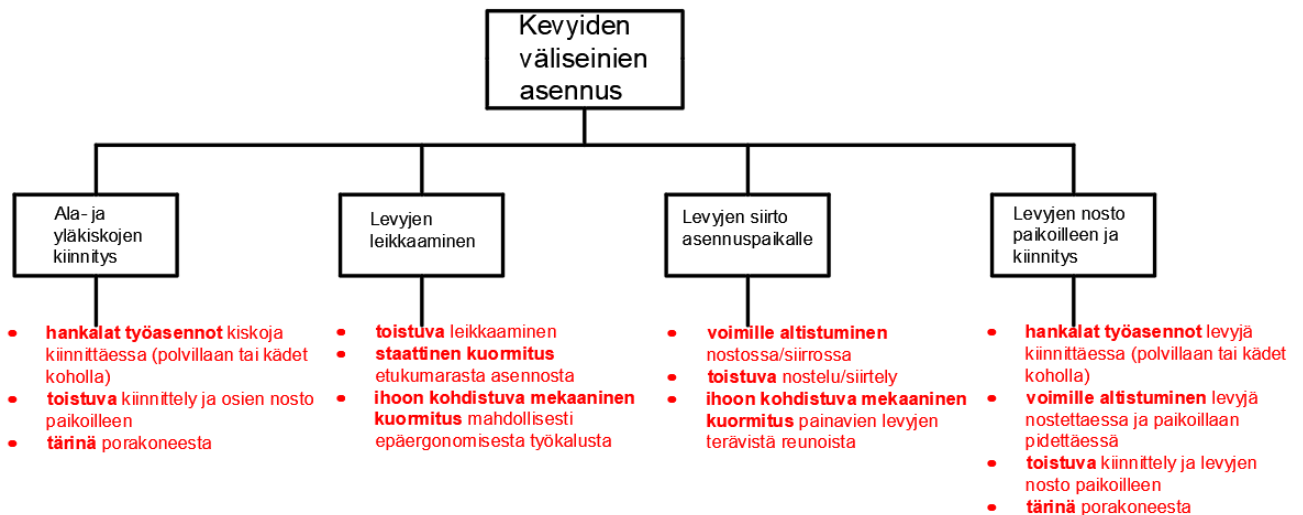 Kevyiden
väliseinien
asennus
Ala- ja
yläkiskojen
kiinnitys
Levyjen
leikkaaminen
Levyjen siirto
asennuspaikalle
Levyjen nosto
paikoilleen ja
kiinnitys
• hankalat työasennot kiskoja
kiinnittäessa (polvillaan tai kädet
koholla)
• toistuva kiinnittely ja osien nosto
paikoilleen
• tärinä porakoneesta
• toistuva leikkaaminen
• staattinen kuormitus
etukumarasta asennosta
• ihoon kohdistuva mekaaninen
kuormitus mahdollisesti
epäergonomisesta työkalusta
• voimille altistuminen
nostossa/siirrossa
• toistuva nostelu/siirtely
• ihoon kohdistuva mekaaninen
kuormitus painavien levyjen
terävistä reunoista
• hankalat työasennot levyjä
kiinnittäessa (polvillaan tai kädet
koholla)
• voimille altistuminen levyjä
nostettaessa ja paikoillaan
pidettäessä
• toistuva kiinnittely ja levyjen
nosto paikoilleen
• tärinä porakoneesta